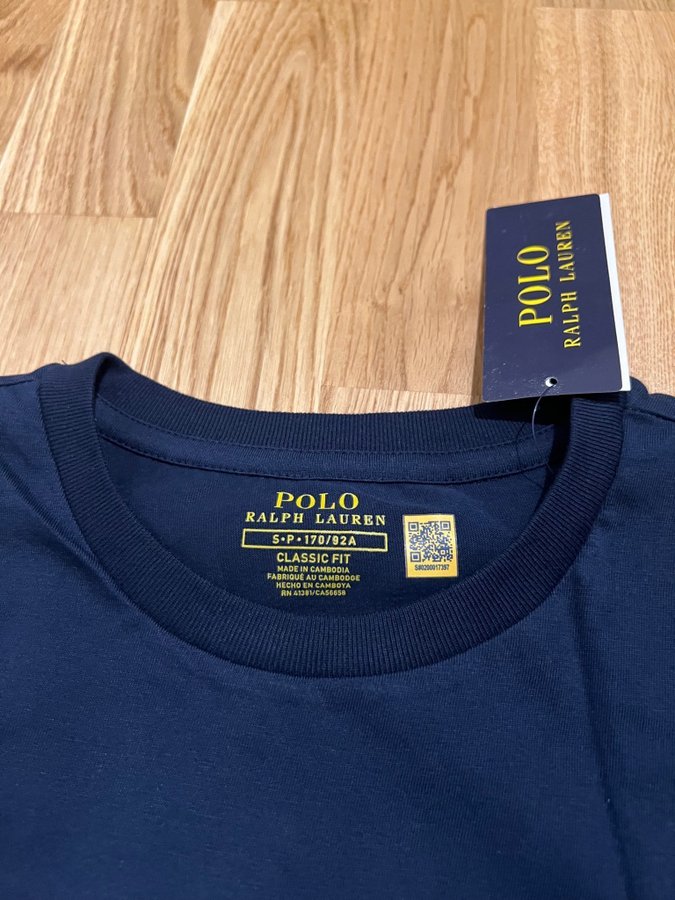 POLO
RALPH LAUREN
POLO
RALPH LAUREN
S•P•170/92A
CLASSIC FIT
MADE IN CAMBODIA
FABRIQUÉ AU CAMBODGE
HECHO EN CAMBOYA
RN 41381/CA56658
S80200017397